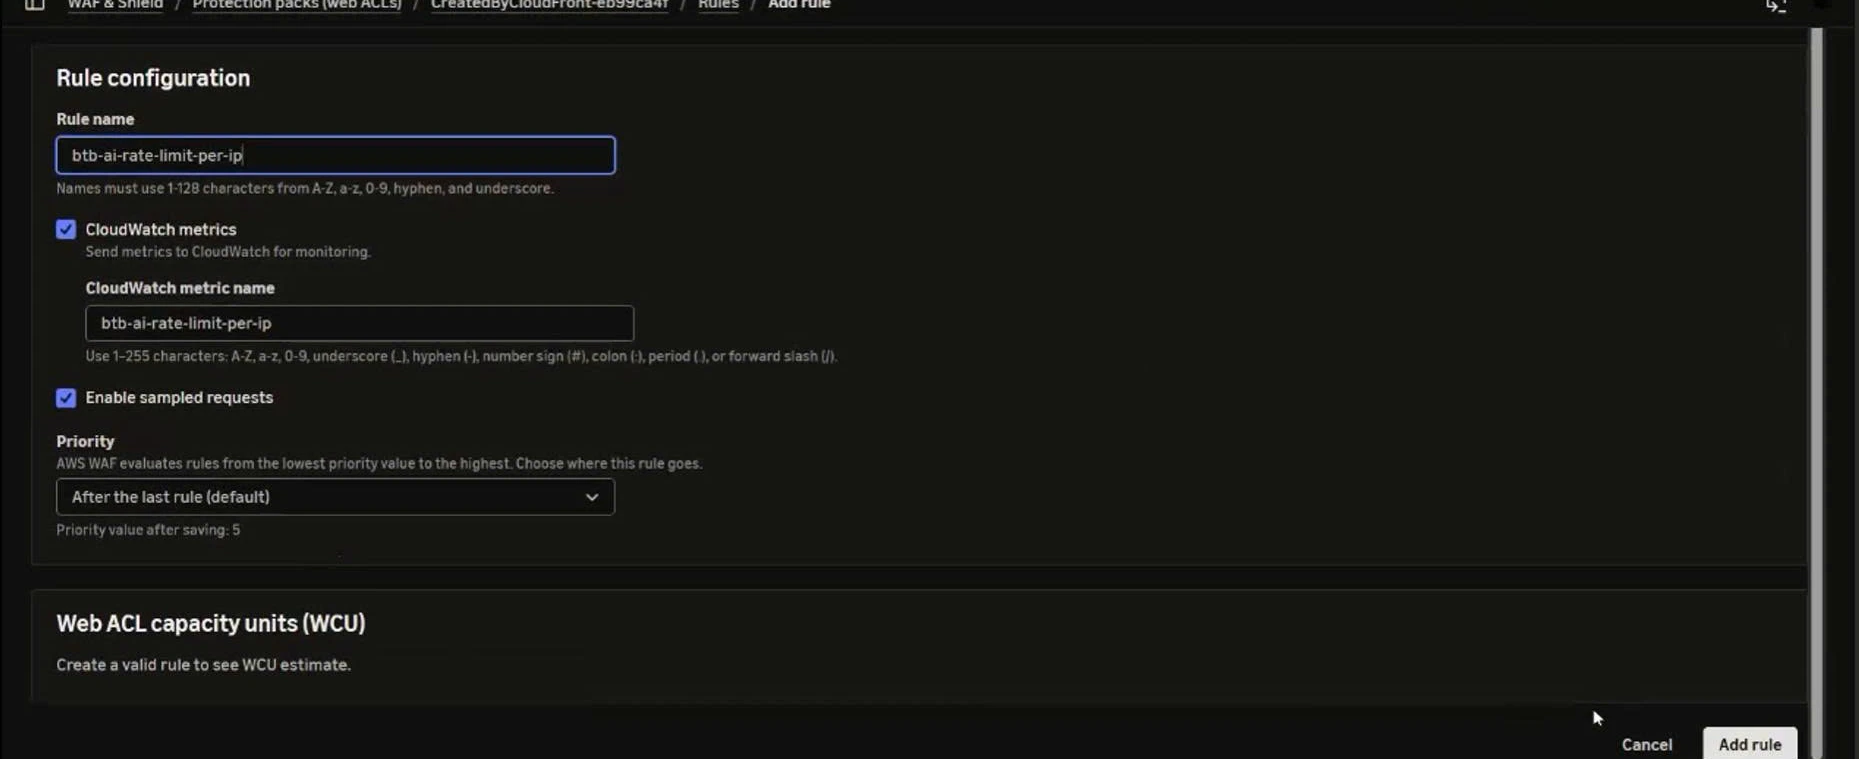 WAF & Shield / Protection packs (web ACLs) / CreatedByCloudFront-eb99ca4f / Rules / Add rule
Rule configuration
Rule name
btb-ai-rate-limit-per-ip
Names must use 1-128 characters from A-Z, a-z, 0-9, hyphen, and underscore.
CloudWatch metrics
Send metrics to CloudWatch for monitoring.
CloudWatch metric name
btb-ai-rate-limit-per-ip
Use 1-255 characters: A-Z, a-z, 0-9, underscore (_), hyphen (-), number sign (#), colon (:), period (.), or forward slash (/).
Enable sampled requests
Priority
AWS WAF evaluates rules from the lowest priority value to the highest. Choose where this rule goes.
After the last rule (default)
Priority value after saving: 5
Web ACL capacity units (WCU)
Create a valid rule to see WCU estimate.
Cancel
Add rule